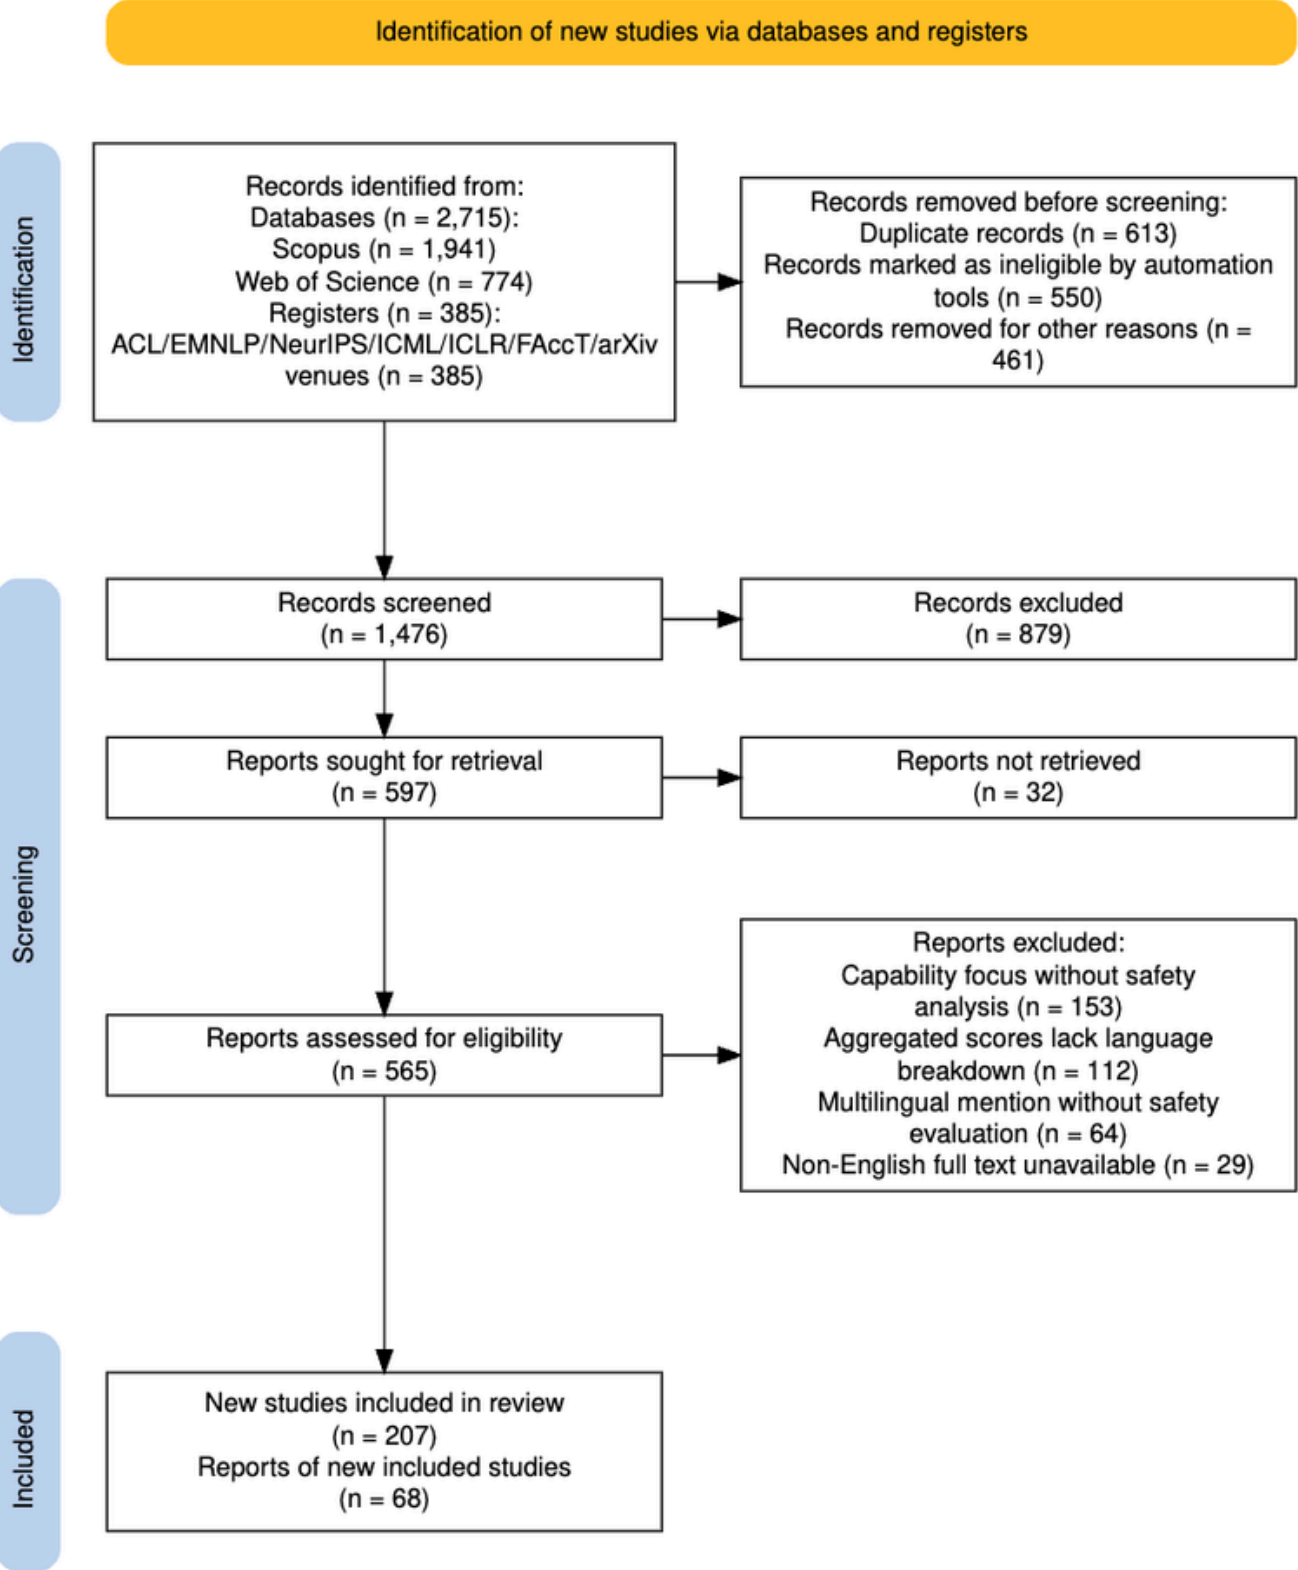 Identification of new studies via databases and registers
Identification
Records identified from:
Databases (n = 2,715):
Scopus (n = 1,941)
Web of Science (n = 774)
Registers (n = 385):
ACL/EMNLP/NeurIPS/ICML/ICLR/FAccT/arXiv
venues (n = 385)
Records removed before screening:
Duplicate records (n = 613)
Records marked as ineligible by automation
tools (n = 550)
Records removed for other reasons (n =
461)
Screening
Records screened
(n = 1,476)
Records excluded
(n = 879)
Reports sought for retrieval
(n = 597)
Reports not retrieved
(n = 32)
Reports assessed for eligibility
(n = 565)
Reports excluded:
Capability focus without safety
analysis (n = 153)
Aggregated scores lack language
breakdown (n = 112)
Multilingual mention without safety
evaluation (n = 64)
Non-English full text unavailable (n = 29)
Included
New studies included in review
(n = 207)
Reports of new included studies
(n = 68)